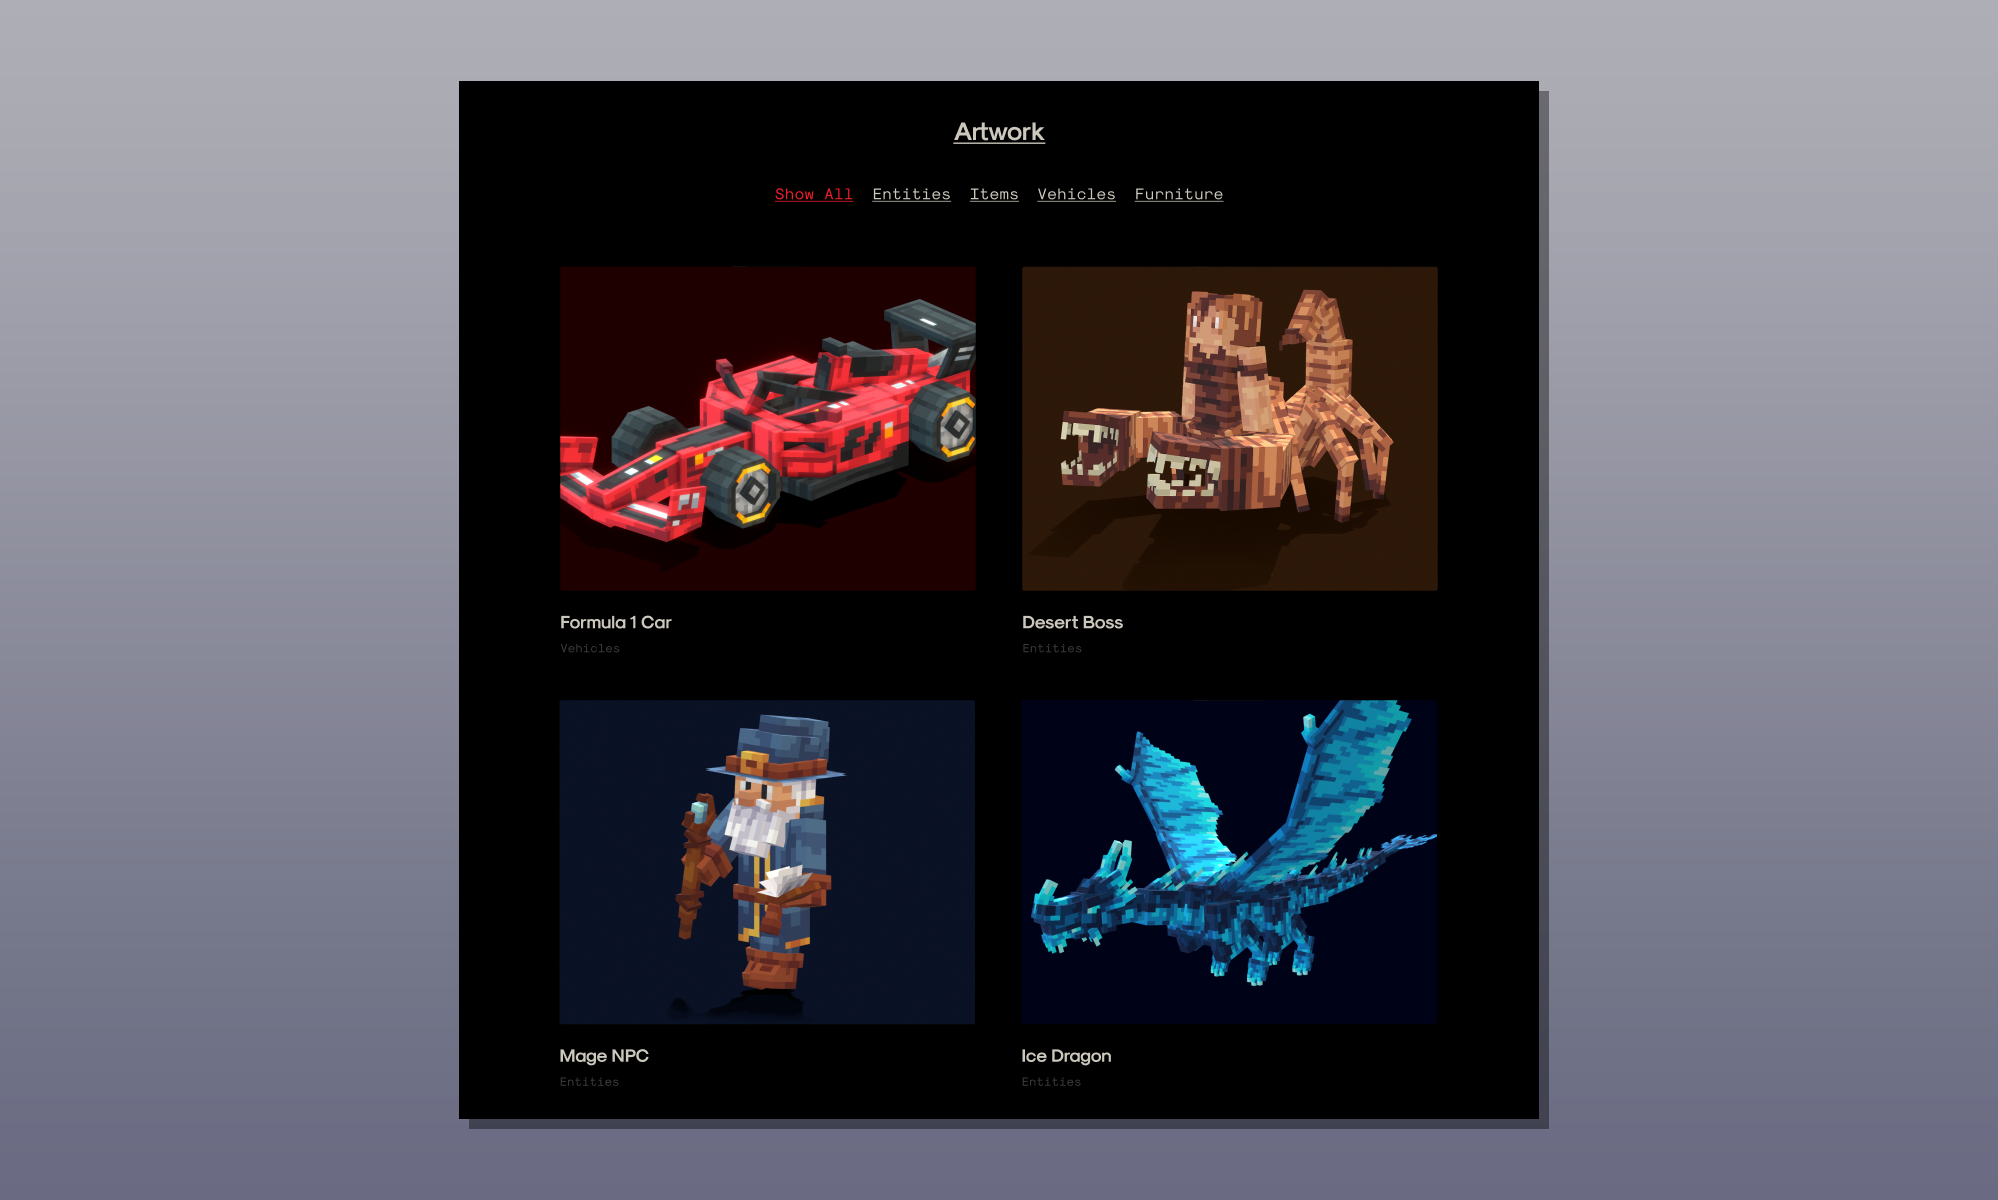 Artwork
Show All Entities Items Vehicles Furniture
Formula 1 Car
Vehicles
Desert Boss
Entities
Mage NPC
Entities
Ice Dragon
Entities